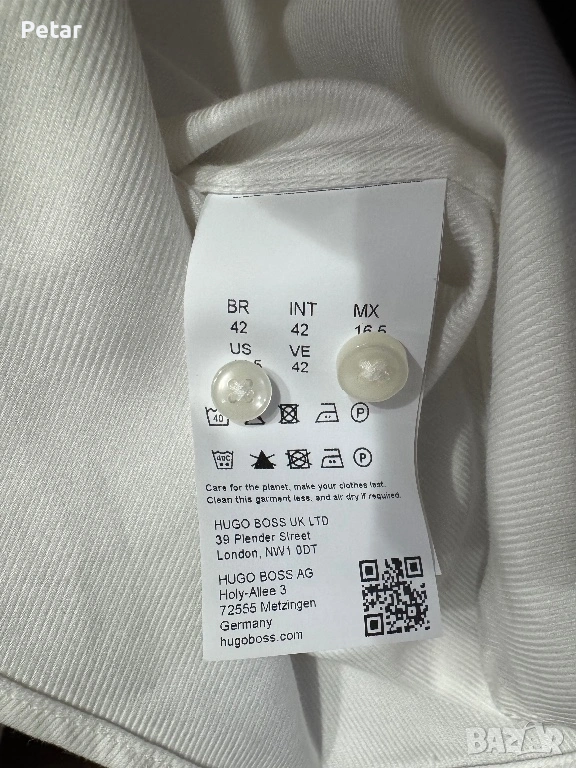 Petar
BR INT MX
42 42 16.5
US VE
42
40 P
40C P
Care for the planet, make your clothes last.
Clean this garment less, and air dry if required.
HUGO BOSS UK LTD
39 Plender Street
London, NW1 0DT
HUGO BOSS AG
Holy-Allee 3
72555 Metzingen
Germany
hugoboss.com
BAZAR